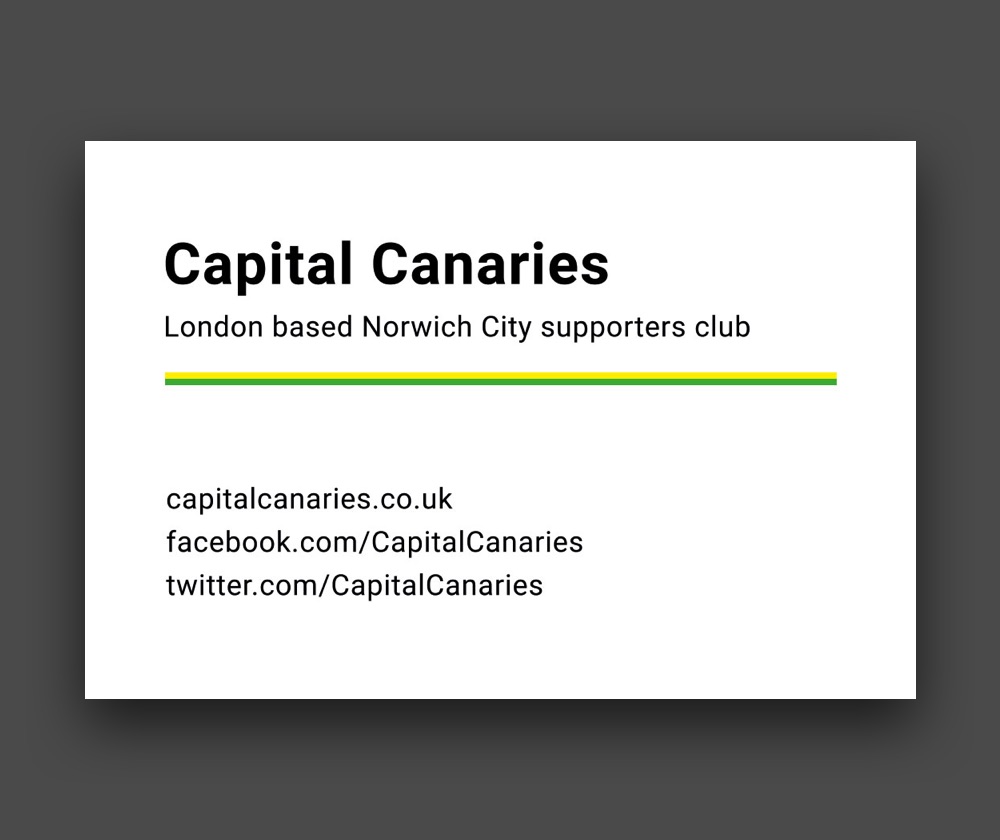 Capital Canaries
London based Norwich City supporters club
capitalcanaries.co.uk
facebook.com/CapitalCanaries
twitter.com/CapitalCanaries